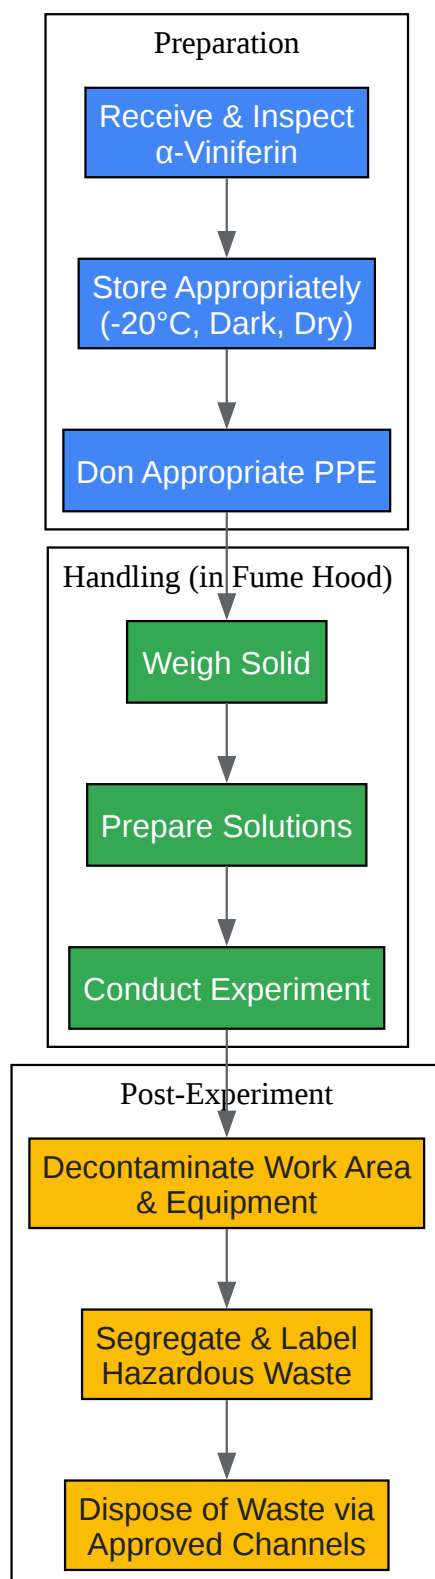 Preparation
Receive & Inspect
α-Viniferin
Store Appropriately
(-20°C, Dark, Dry)
Don Appropriate PPE
Handling (in Fume Hood)
Weigh Solid
Prepare Solutions
Conduct Experiment
Post-Experiment
Decontaminate Work Area
& Equipment
Segregate & Label
Hazardous Waste
Dispose of Waste via
Approved Channels